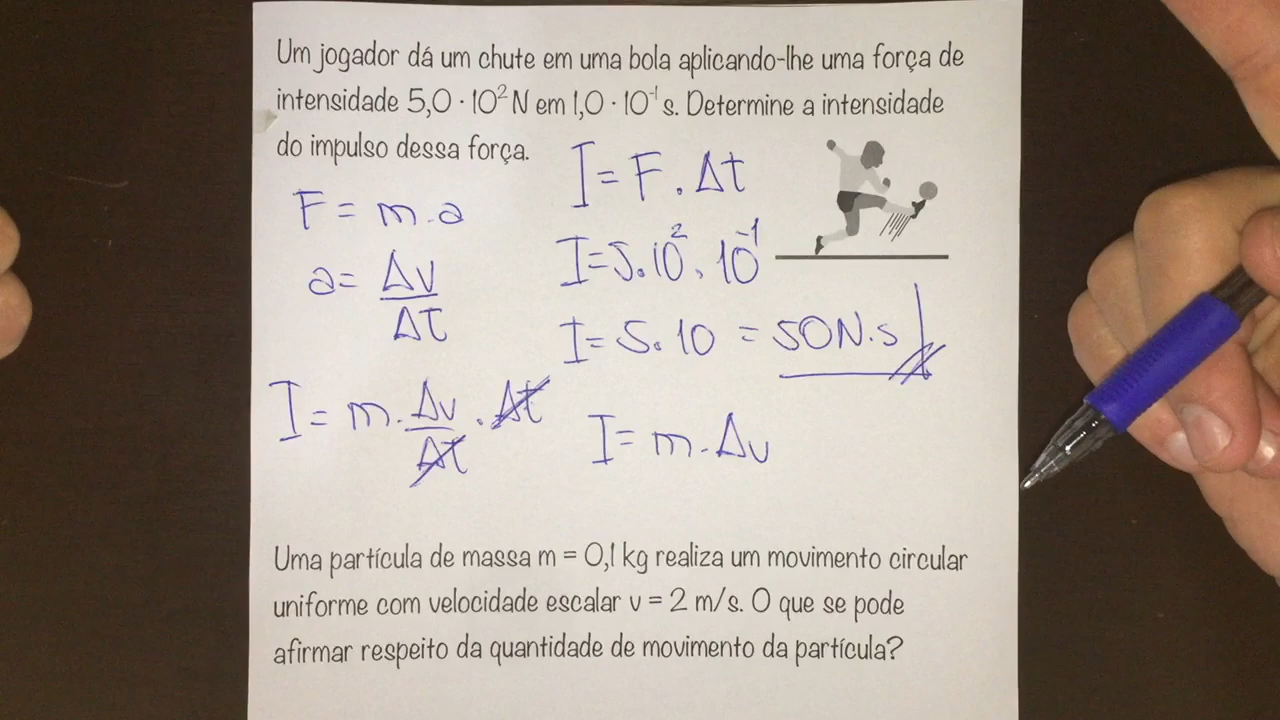 Um jogador dá um chute em uma bola aplicando-lhe uma força de
intensidade 5,0 · 10² N em 1,0 · 10⁻¹ s. Determine a intensidade
do impulso dessa força.
I = F . Δt
F = m . a
I = 5 . 10² . 10⁻¹
a = Δv / Δt
I = 5 . 10 = 50 N.s
I = m . Δv / Δt . Δt
I = m . Δv
Uma partícula de massa m = 0,1 kg realiza um movimento circular
uniforme com velocidade escalar v = 2 m/s. O que se pode
afirmar respeito da quantidade de movimento da partícula?